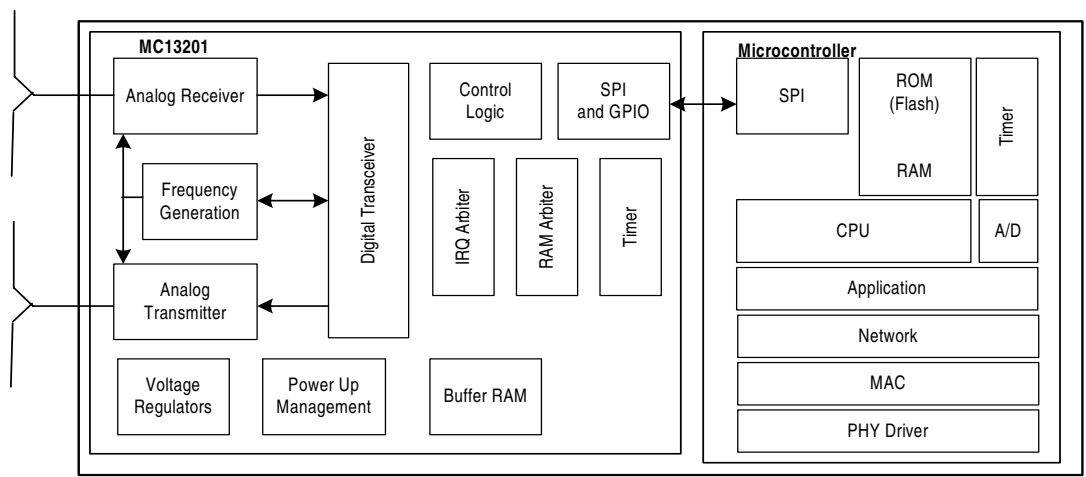 MC13201
Analog Receiver
Frequency
Generation
Analog
Transmitter
Digital Transceiver
Control
Logic
SPI
and GPIO
IRQ Arbiter
RAM Arbiter
Timer
Voltage
Regulators
Power Up
Management
Buffer RAM
Microcontroller
SPI
ROM
(Flash)
RAM
Timer
CPU
A/D
Application
Network
MAC
PHY Driver